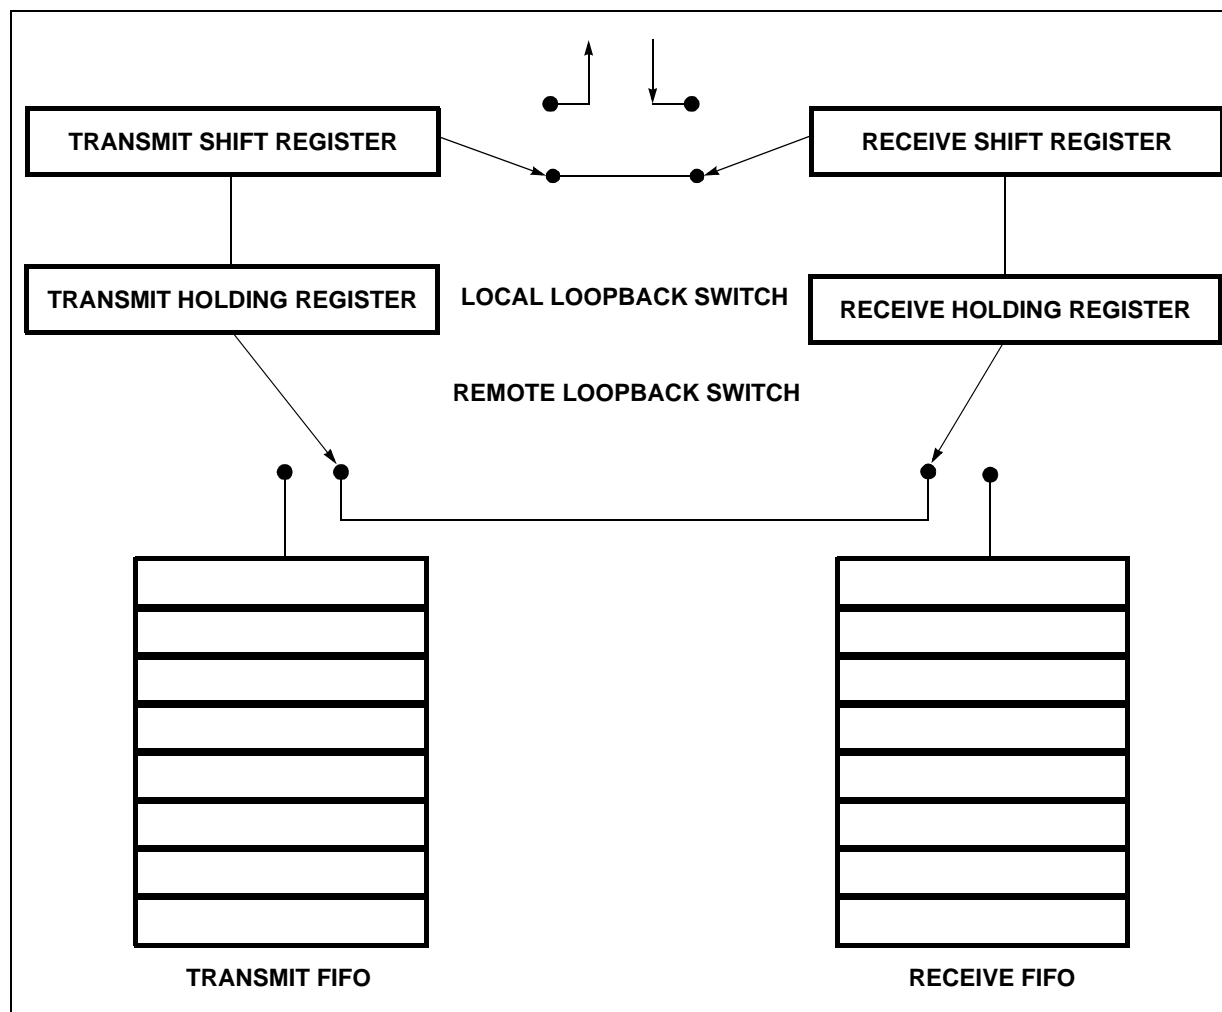 TRANSMIT SHIFT REGISTER
RECEIVE SHIFT REGISTER
TRANSMIT HOLDING REGISTER
LOCAL LOOPBACK SWITCH
RECEIVE HOLDING REGISTER
REMOTE LOOPBACK SWITCH
TRANSMIT FIFO
RECEIVE FIFO